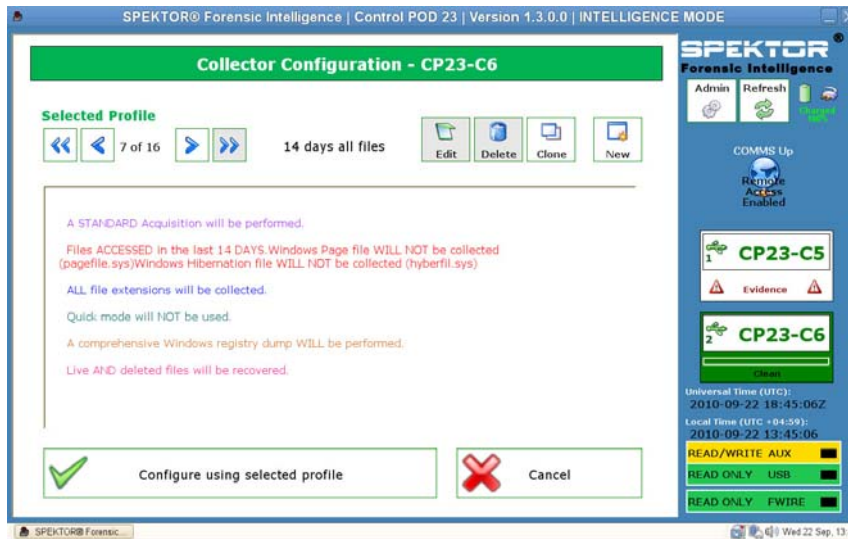 SPEKTOR® Forensic Intelligence | Control POD 23 | Version 1.3.0.0 | INTELLIGENCE MODE
Collector Configuration - CP23-C6
Selected Profile
7 of 16
14 days all files
Edit
Delete
Clone
New
A STANDARD Acquisition will be performed.
Files ACCESSED in the last 14 DAYS.Windows Page file WILL NOT be collected
(pagefile.sys)Windows Hibernation file WILL NOT be collected (hyberfil.sys)
ALL file extensions will be collected.
Quick mode will NOT be used.
A comprehensive Windows registry dump WILL be performed.
Live AND deleted files will be recovered.
Configure using selected profile
Cancel
SPEKTOR®
Forensic Intelligence
Admin
Refresh
Charged
COMMS Up
Remote
Access
Enabled
1
CP23-C5
Evidence
2
CP23-C6
Clean
Universal Time (UTC):
2010-09-22 18:45:06Z
Local Time (UTC +04:59):
2010-09-22 13:45:06
READ/WRITE AUX
READ ONLY USB
READ ONLY FWIRE
SPEKTOR® Forensic...
Wed 22 Sep, 13: